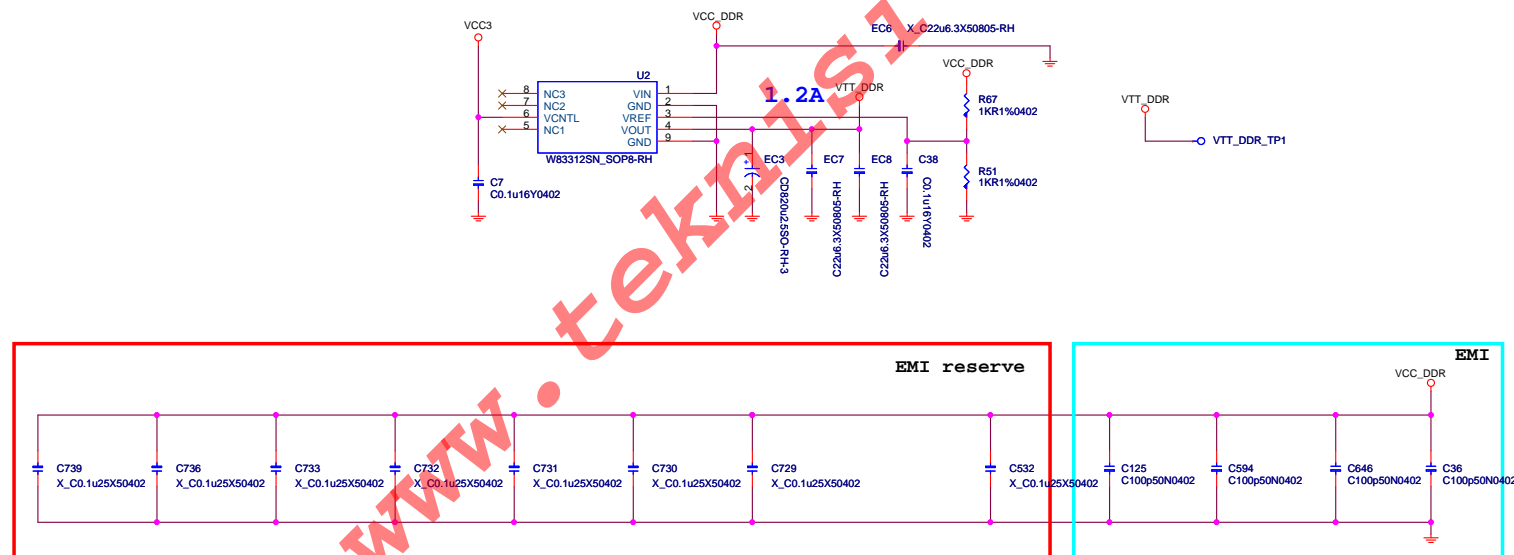 VCC3
VCC_DDR
EC6 X_C22u6.3X50805-RH
VCC_DDR
U2
8 NC3 VIN 1
7 NC2 GND 2
6 VCNTL VREF 3
5 NC1 VOUT 4
GND 9
W83312SN_SOP8-RH
1.2A
VTT_DDR
R67
1KR1%0402
VTT_DDR
VTT_DDR_TP1
C7
C0.1u16Y0402
+ 1
2
EC3
CD820u2.5SO-RH-3
EC7
C22u6.3X50805-RH
EC8
C22u6.3X50805-RH
C38
C0.1u16Y0402
R51
1KR1%0402
www.teknisi
EMI reserve
EMI
VCC_DDR
C739
X_C0.1u25X50402
C736
X_C0.1u25X50402
C733
X_C0.1u25X50402
C732
X_C0.1u25X50402
C731
X_C0.1u25X50402
C730
X_C0.1u25X50402
C729
X_C0.1u25X50402
C532
X_C0.1u25X50402
C125
C100p50N0402
C594
C100p50N0402
C646
C100p50N0402
C36
C100p50N0402